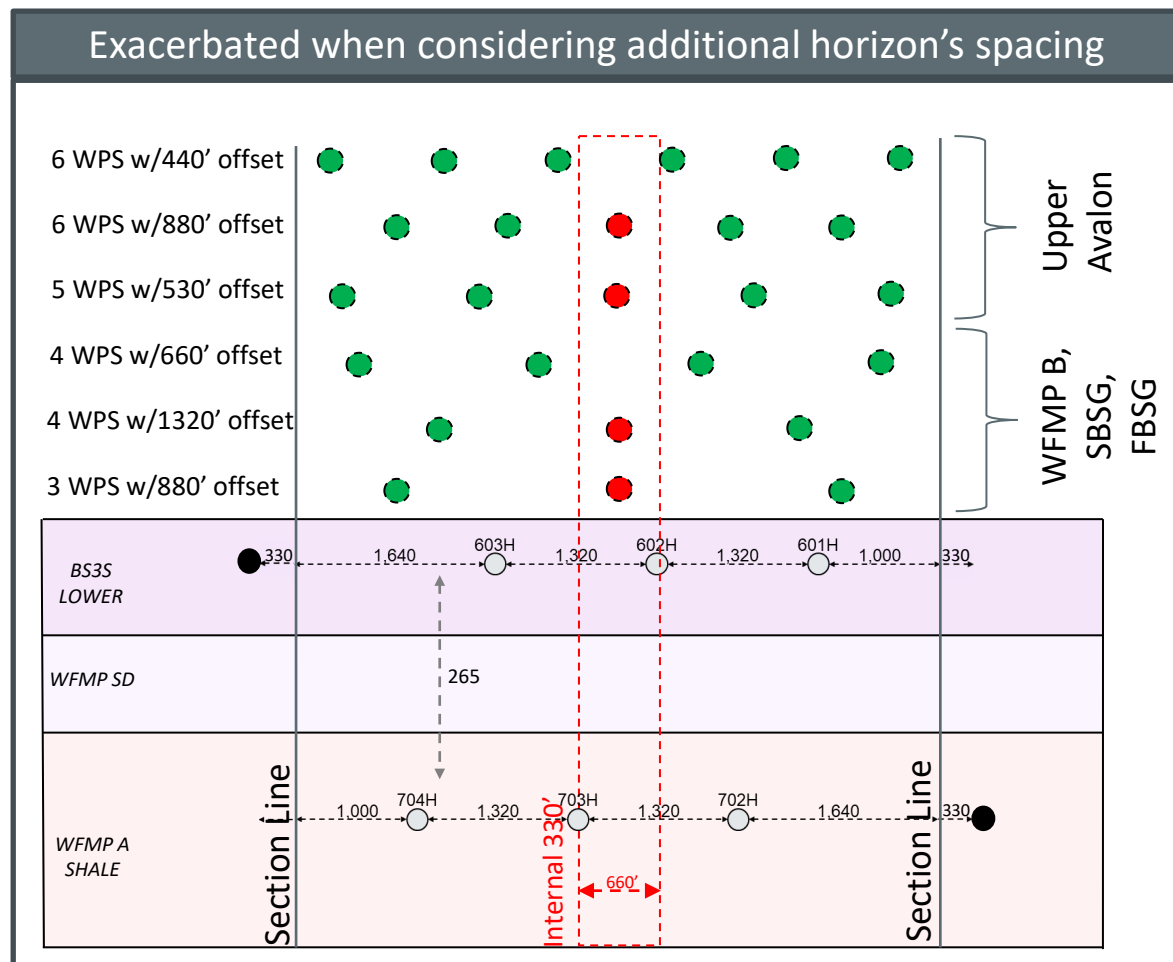 Exacerbated when considering additional horizon's spacing
6 WPS w/440' offset
6 WPS w/880' offset
5 WPS w/530' offset
4 WPS w/660' offset
4 WPS w/1320' offset
3 WPS w/880' offset
Upper
Avalon
WFMP B,
SBSG,
FBSG
BS3S
LOWER
330
1,640
603H
1,320
602H
1,320
601H
1,000
330
WFMP SD
265
WFMP A
SHALE
Section Line
1,000
704H
1,320
703H
1,320
702H
1,640
330
Internal 330'
660'
Section Line